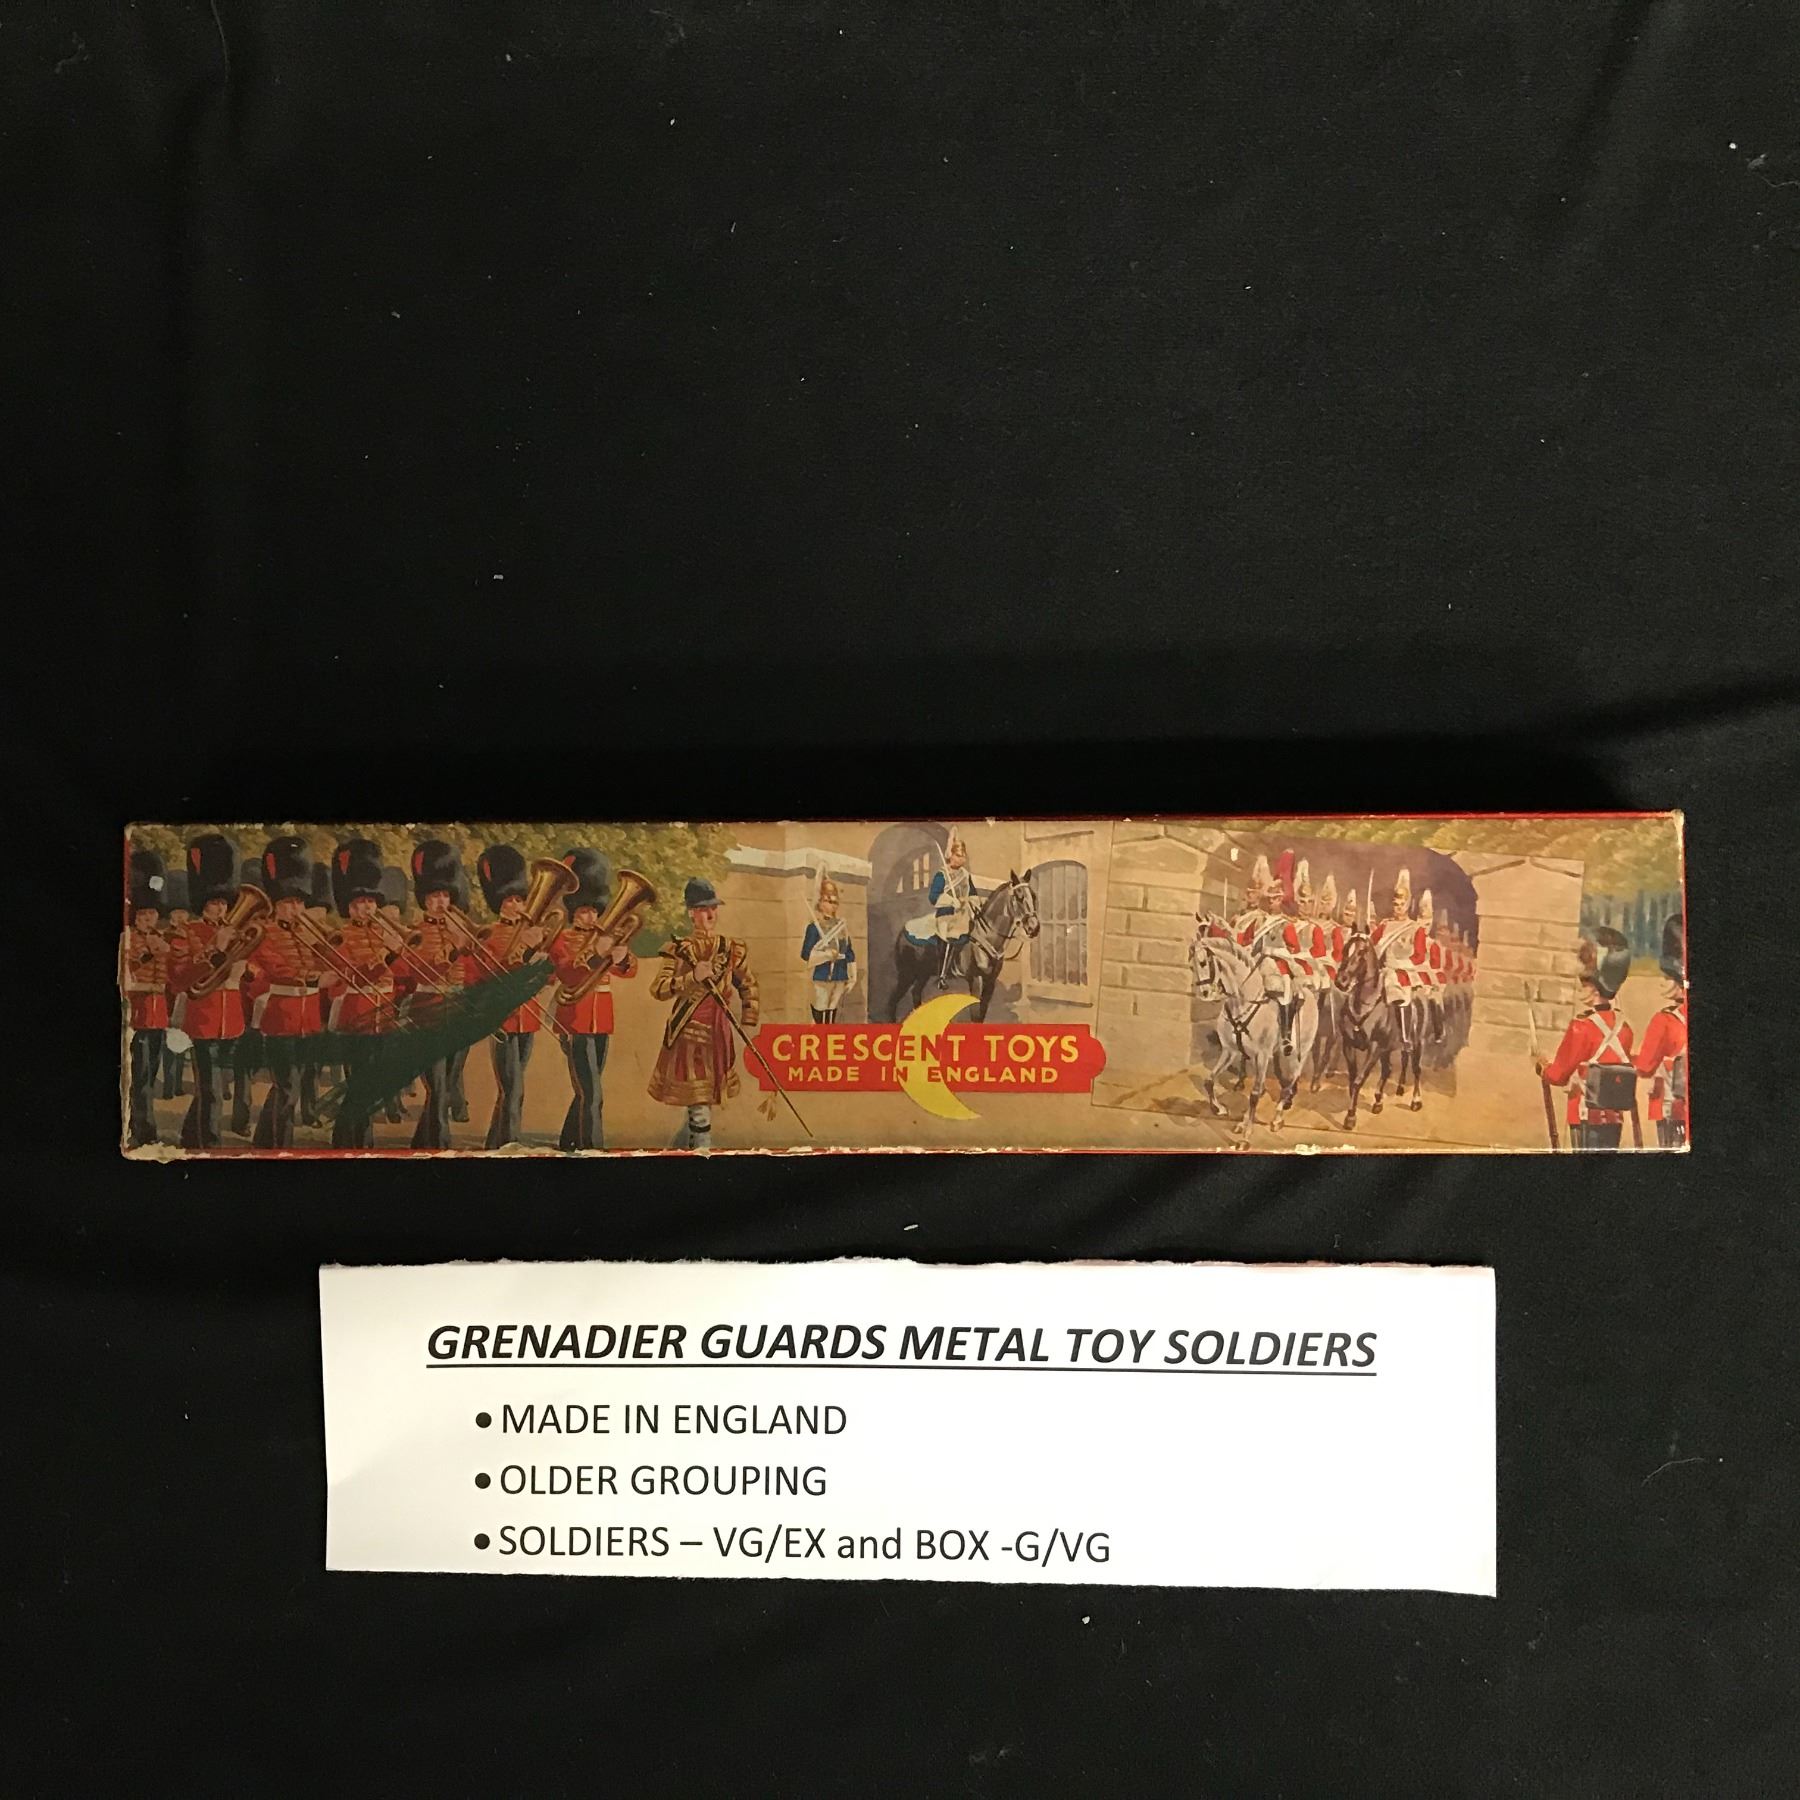 CRESCENT TOYS
MADE IN ENGLAND
GRENADIER GUARDS METAL TOY SOLDIERS
• MADE IN ENGLAND
• OLDER GROUPING
• SOLDIERS – VG/EX and BOX -G/VG